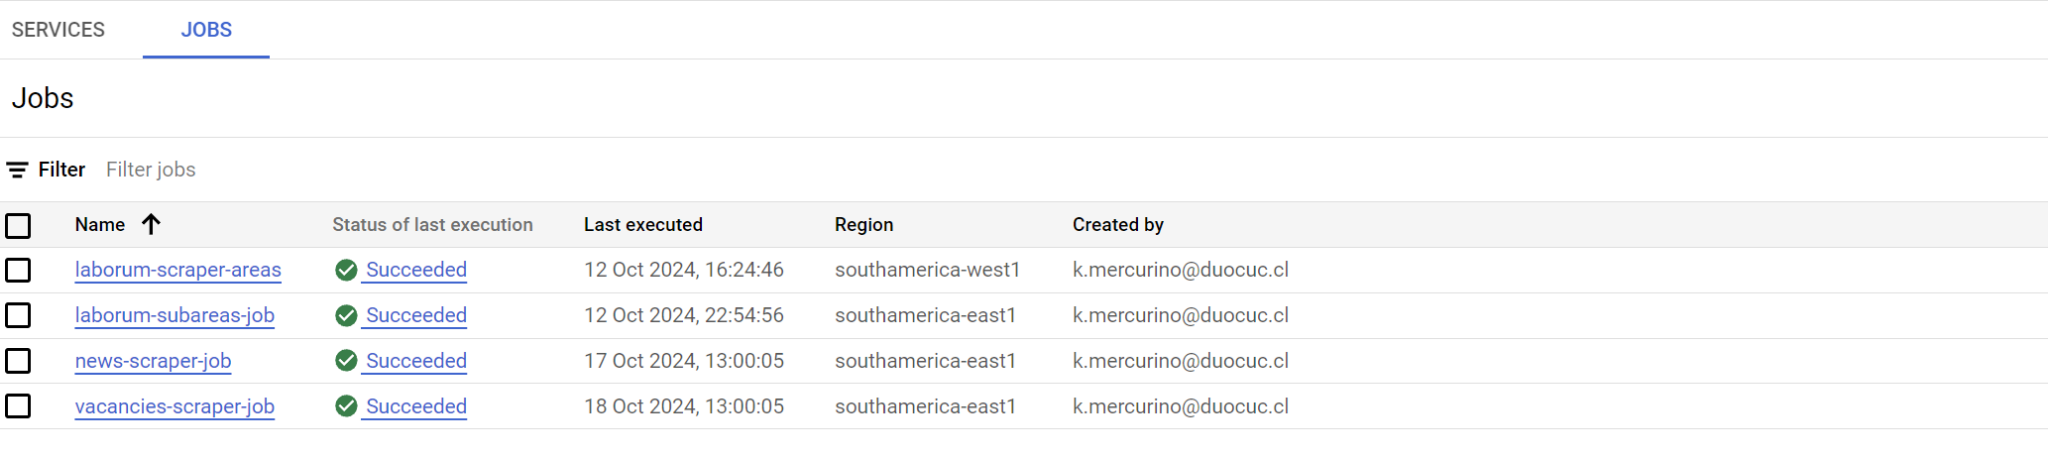 SERVICES JOBS
Jobs
Filter Filter jobs
Name Status of last execution Last executed Region Created by
laborum-scraper-areas Succeeded 12 Oct 2024, 16:24:46 southamerica-west1 k.mercurino@duocuc.cl
laborum-subareas-job Succeeded 12 Oct 2024, 22:54:56 southamerica-east1 k.mercurino@duocuc.cl
news-scraper-job Succeeded 17 Oct 2024, 13:00:05 southamerica-east1 k.mercurino@duocuc.cl
vacancies-scraper-job Succeeded 18 Oct 2024, 13:00:05 southamerica-east1 k.mercurino@duocuc.cl